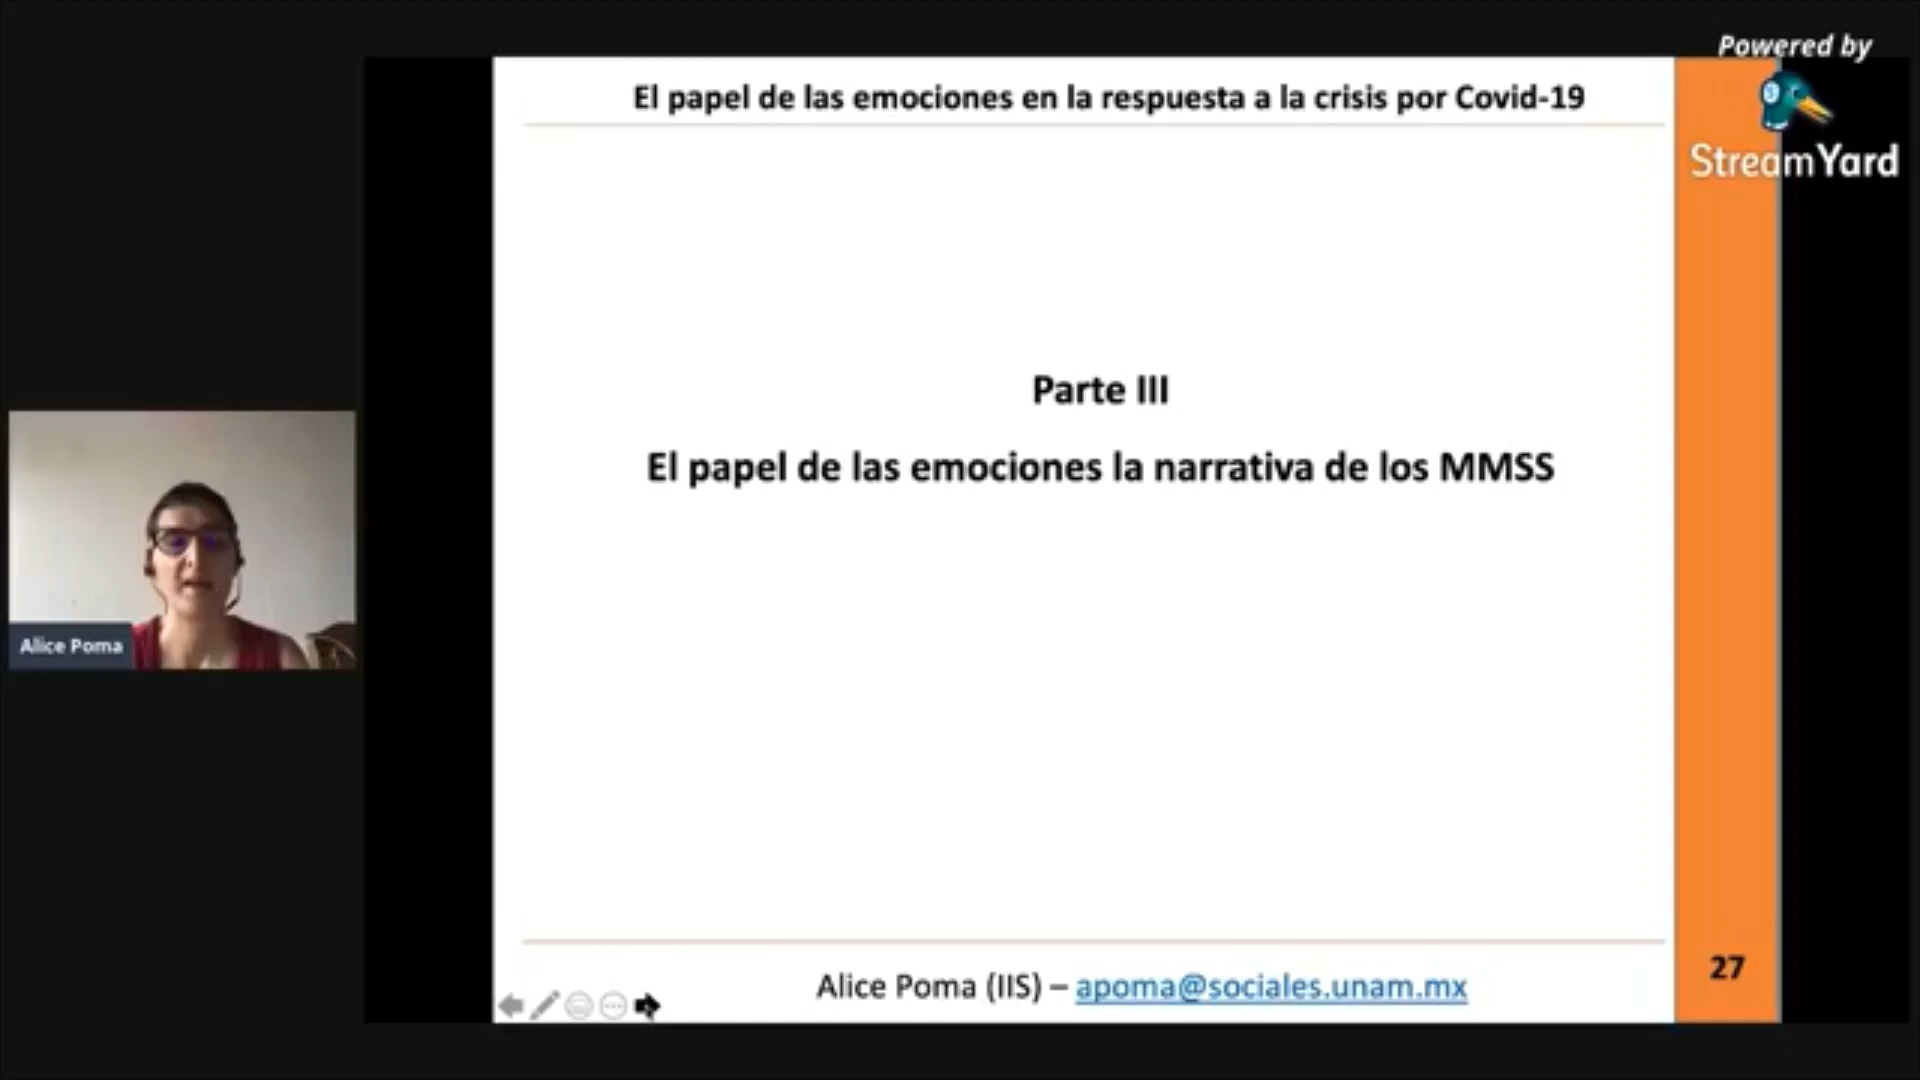 Powered by
StreamYard
El papel de las emociones en la respuesta a la crisis por Covid-19
Parte III
El papel de las emociones la narrativa de los MMSS
Alice Poma
Alice Poma (IIS) – apoma@sociales.unam.mx
27